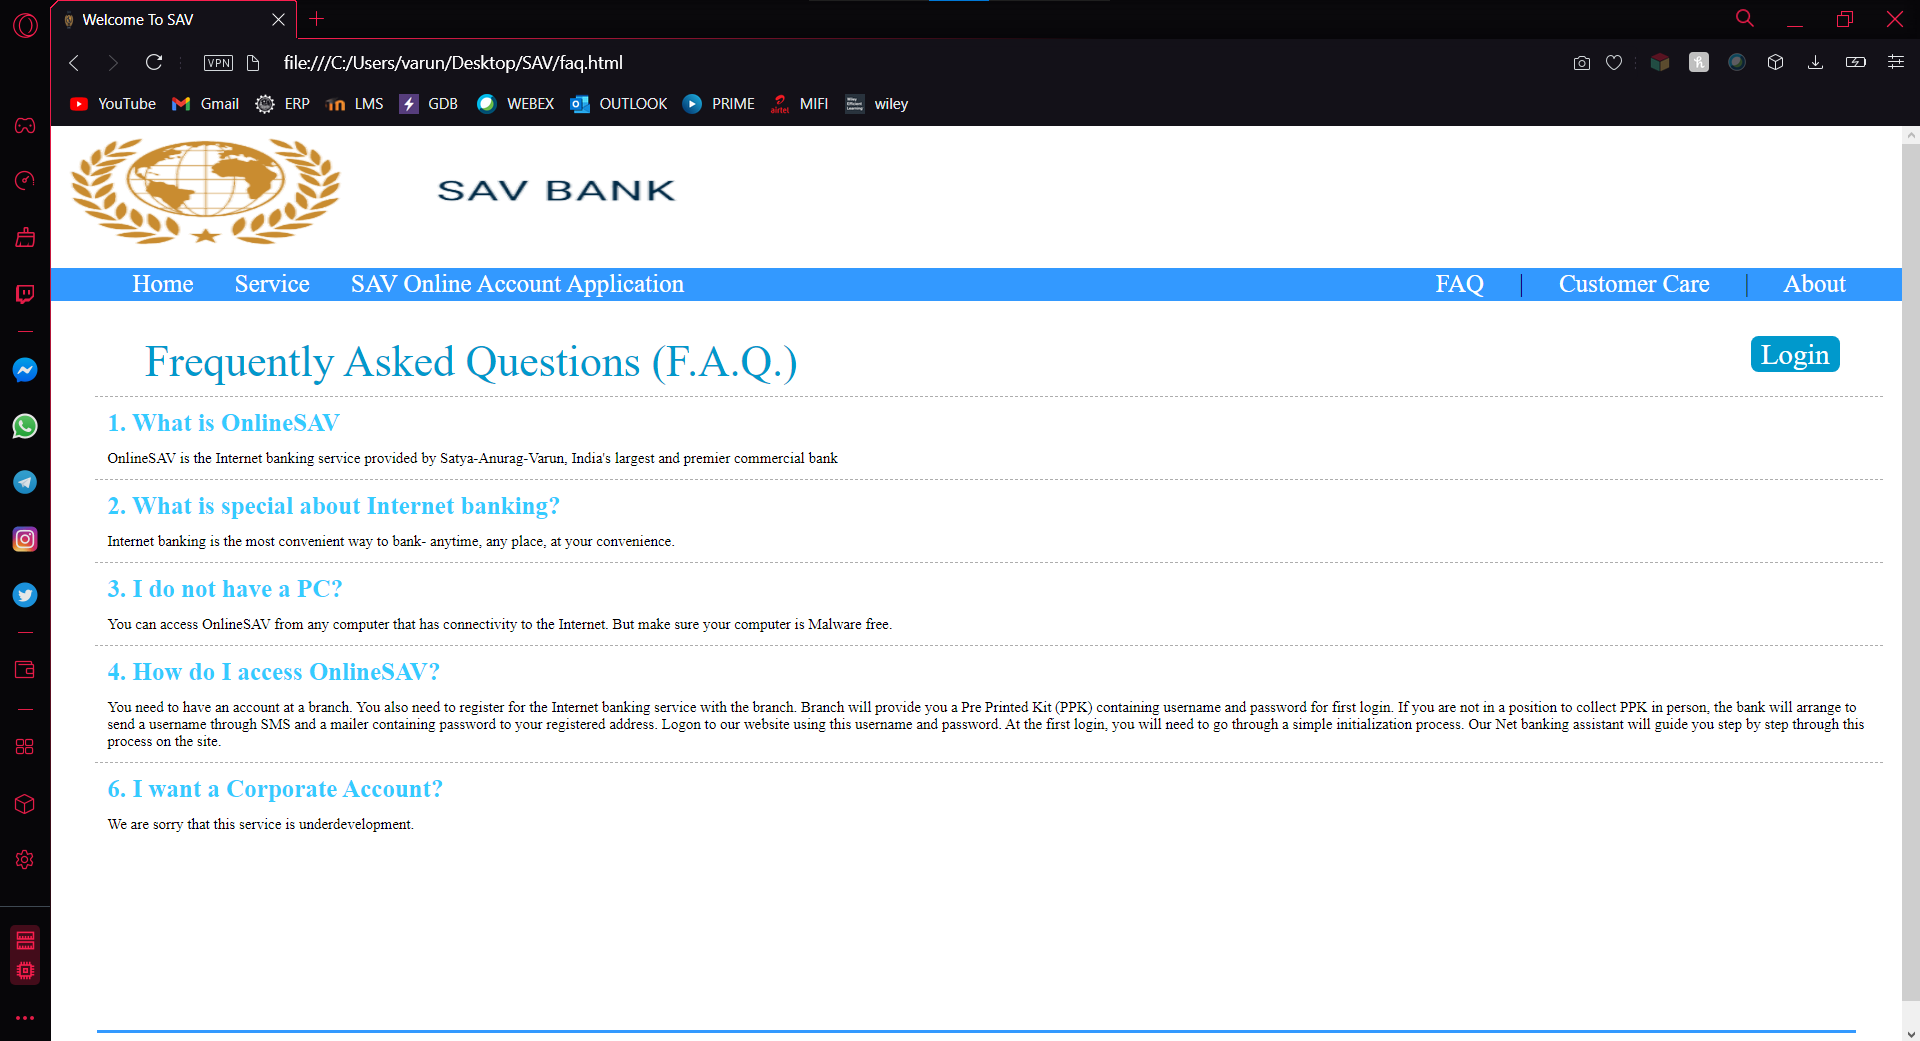 Welcome To SAV
VPN
file:///C:/Users/varun/Desktop/SAV/faq.html
YouTube
Gmail
ERP
LMS
GDB
WEBEX
OUTLOOK
PRIME
airtel
MIFI
wiley
SAV BANK
Home
Service
SAV Online Account Application
FAQ
Customer Care
About
Frequently Asked Questions (F.A.Q.)
Login
1. What is OnlineSAV
OnlineSAV is the Internet banking service provided by Satya-Anurag-Varun, India's largest and premier commercial bank
2. What is special about Internet banking?
Internet banking is the most convenient way to bank- anytime, any place, at your convenience.
3. I do not have a PC?
You can access OnlineSAV from any computer that has connectivity to the Internet. But make sure your computer is Malware free.
4. How do I access OnlineSAV?
You need to have an account at a branch. You also need to register for the Internet banking service with the branch. Branch will provide you a Pre Printed Kit (PPK) containing username and password for first login. If you are not in a position to collect PPK in person, the bank will arrange to
send a username through SMS and a mailer containing password to your registered address. Logon to our website using this username and password. At the first login, you will need to go through a simple initialization process. Our Net banking assistant will guide you step by step through this
process on the site.
6. I want a Corporate Account?
We are sorry that this service is underdevelopment.